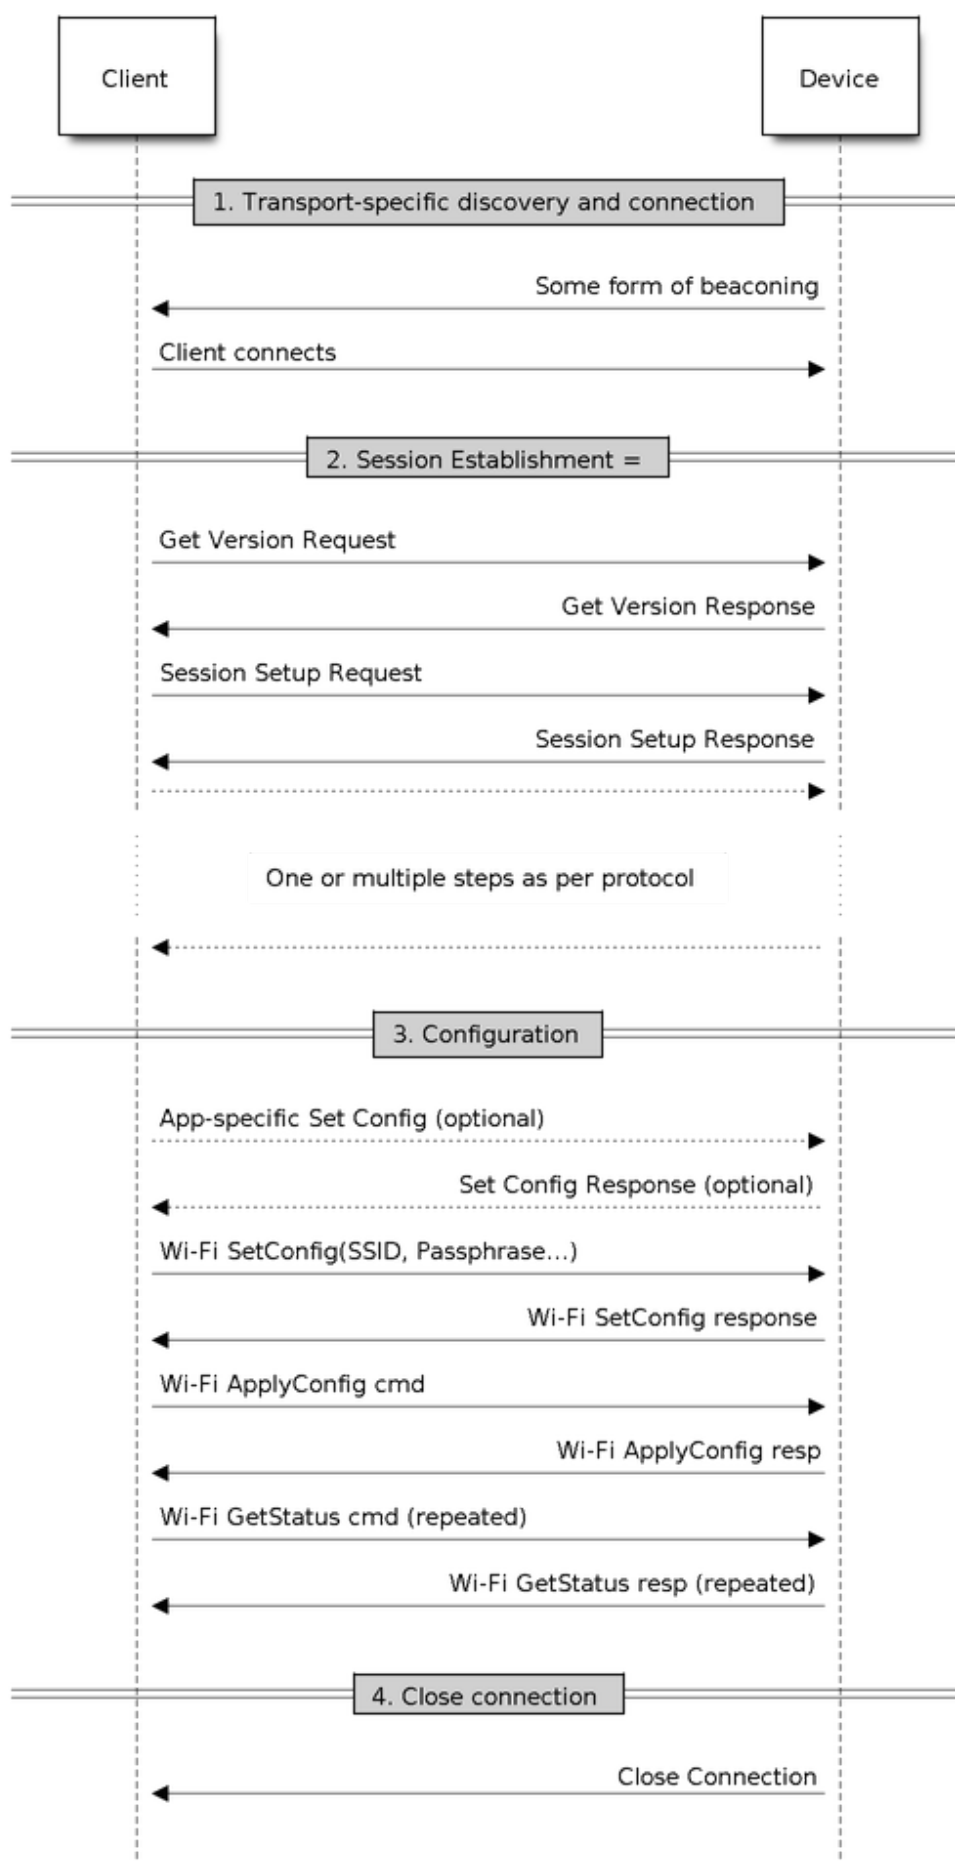 Client
Device
1. Transport-specific discovery and connection
Some form of beaconing
Client connects
2. Session Establishment =
Get Version Request
Get Version Response
Session Setup Request
Session Setup Response
One or multiple steps as per protocol
3. Configuration
App-specific Set Config (optional)
Set Config Response (optional)
Wi-Fi SetConfig(SSID, Passphrase...)
Wi-Fi SetConfig response
Wi-Fi ApplyConfig cmd
Wi-Fi ApplyConfig resp
Wi-Fi GetStatus cmd (repeated)
Wi-Fi GetStatus resp (repeated)
4. Close connection
Close Connection